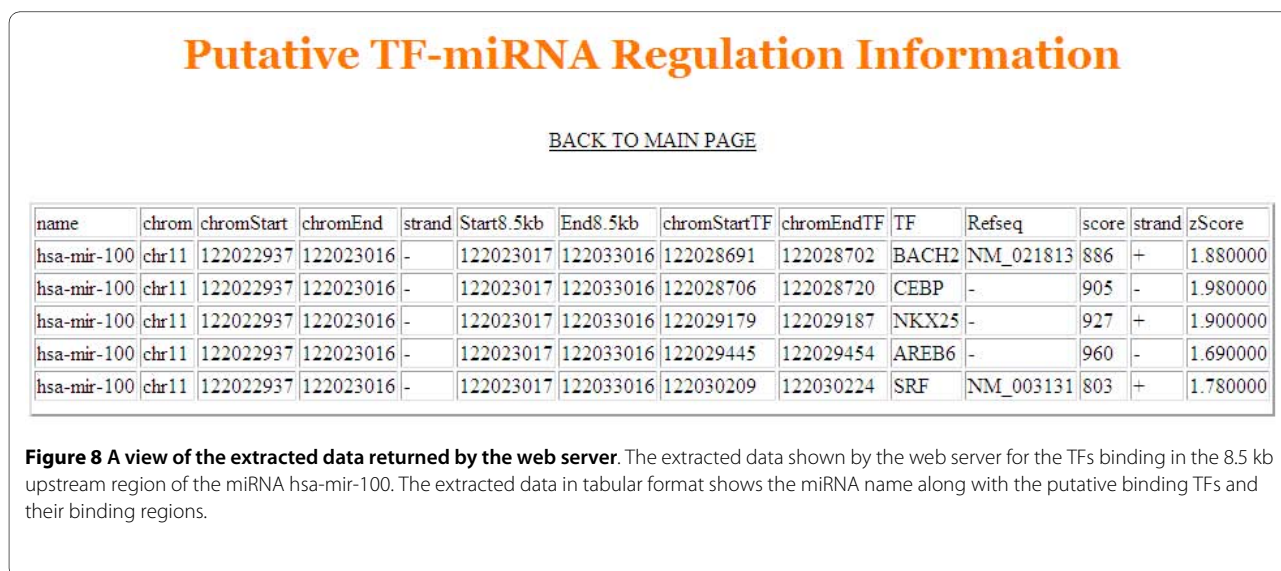 Putative TF-miRNA Regulation Information
BACK TO MAIN PAGE
name chrom chromStart chromEnd strand Start8.5kb End8.5kb chromStartTF chromEndTF TF Refseq score strand zScore
hsa-mir-100 chr11 122022937 122023016 - 122023017 122033016 122028691 122028702 BACH2 NM_021813 886 + 1.880000
hsa-mir-100 chr11 122022937 122023016 - 122023017 122033016 122028706 122028720 CEBP - 905 - 1.980000
hsa-mir-100 chr11 122022937 122023016 - 122023017 122033016 122029179 122029187 NKX25 - 927 + 1.900000
hsa-mir-100 chr11 122022937 122023016 - 122023017 122033016 122029445 122029454 AREB6 - 960 - 1.690000
hsa-mir-100 chr11 122022937 122023016 - 122023017 122033016 122030209 122030224 SRF NM_003131 803 + 1.780000
Figure 8 A view of the extracted data returned by the web server. The extracted data shown by the web server for the TFs binding in the 8.5 kb
upstream region of the miRNA hsa-mir-100. The extracted data in tabular format shows the miRNA name along with the putative binding TFs and
their binding regions.